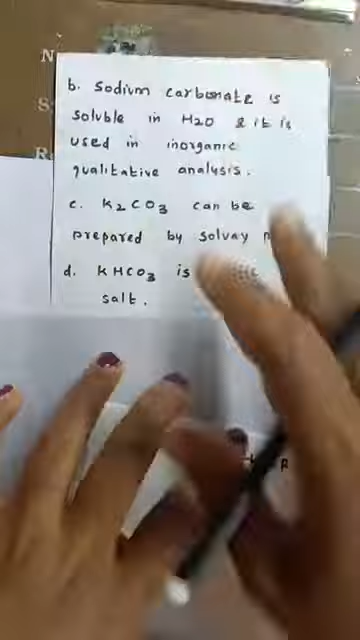 b. Sodium carbonate is
soluble in H2O & it is
used in inorganic
qualitative analysis.
c. K2CO3 can be
prepared by solvay
d. KHCO3 is
salt.